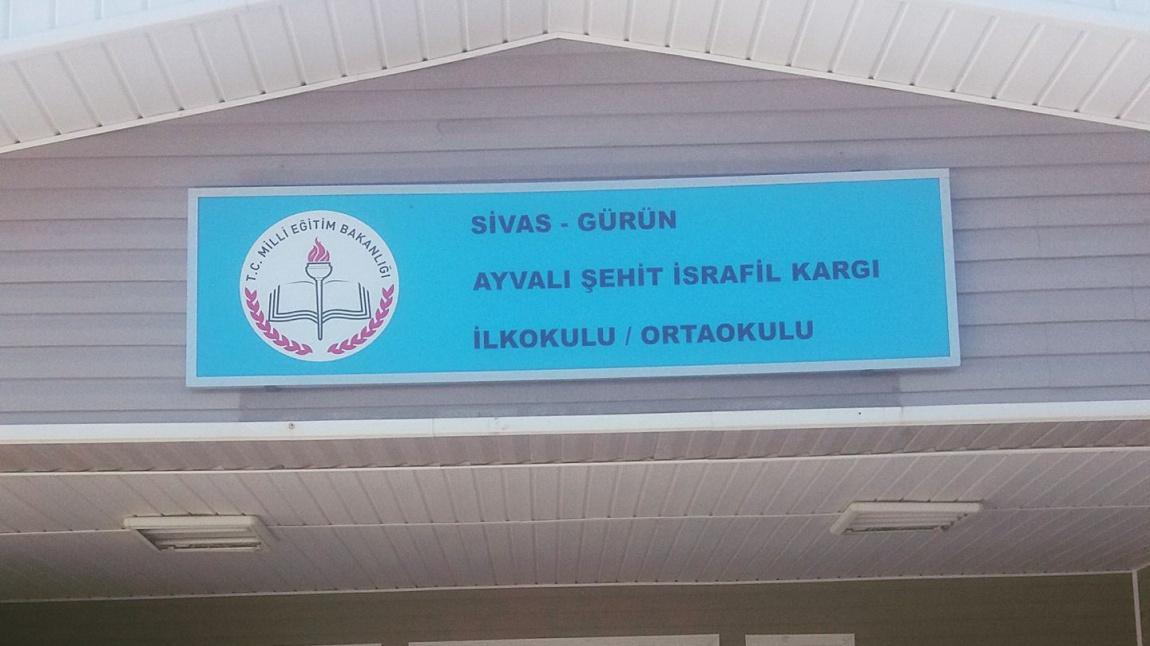 T.C. MİLLİ EĞİTİM BAKANLIĞI
SİVAS - GÜRÜN
AYVALI ŞEHİT İSRAFİL KARGI
İLKOKULU / ORTAOKULU